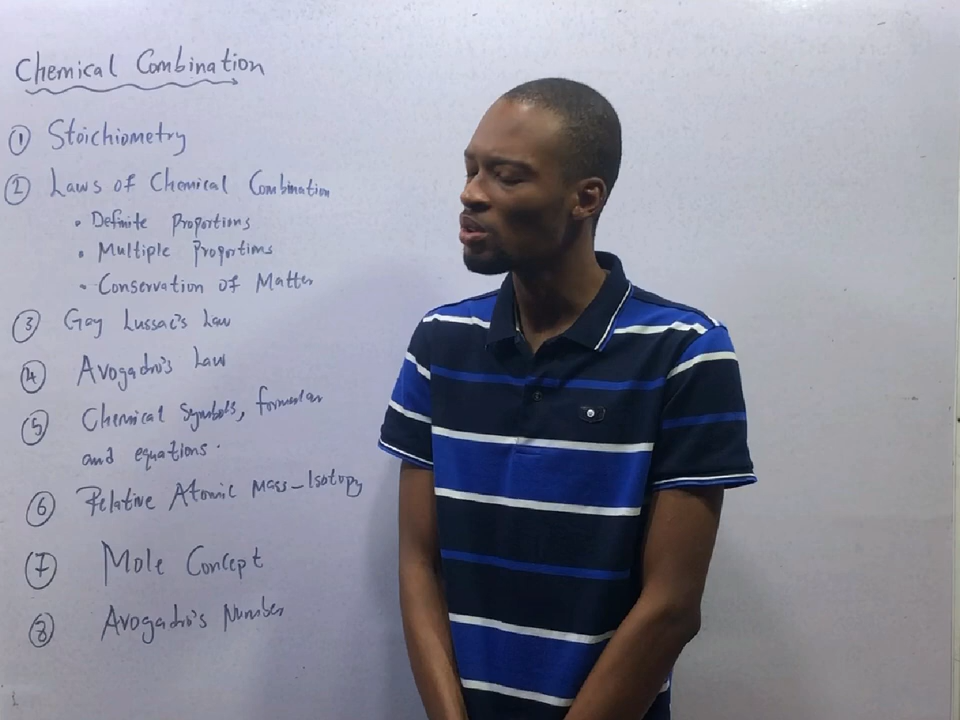 Chemical Combination
① Stoichiometry
② Laws of Chemical Combination
• Definite Proportions
• Multiple Proportions
• Conservation of Matter
③ Gay Lussac's Law
④ Avogadro's Law
⑤ Chemical symbols, formulae
and equations.
⑥ Relative Atomic mass-Isotopy
⑦ Mole Concept
⑧ Avogadro's Number